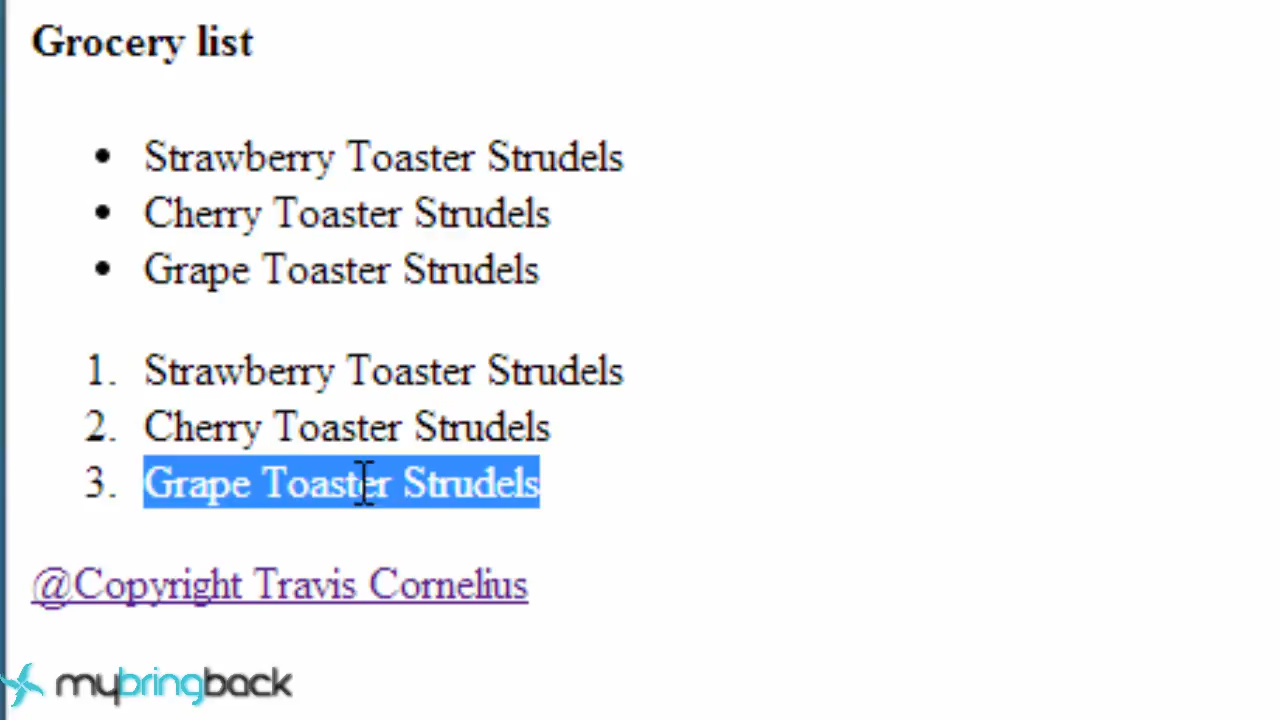 Grocery list
• Strawberry Toaster Strudels
• Cherry Toaster Strudels
• Grape Toaster Strudels
1. Strawberry Toaster Strudels
2. Cherry Toaster Strudels
3. Grape Toaster Strudels
@Copyright Travis Cornelius
mybringback